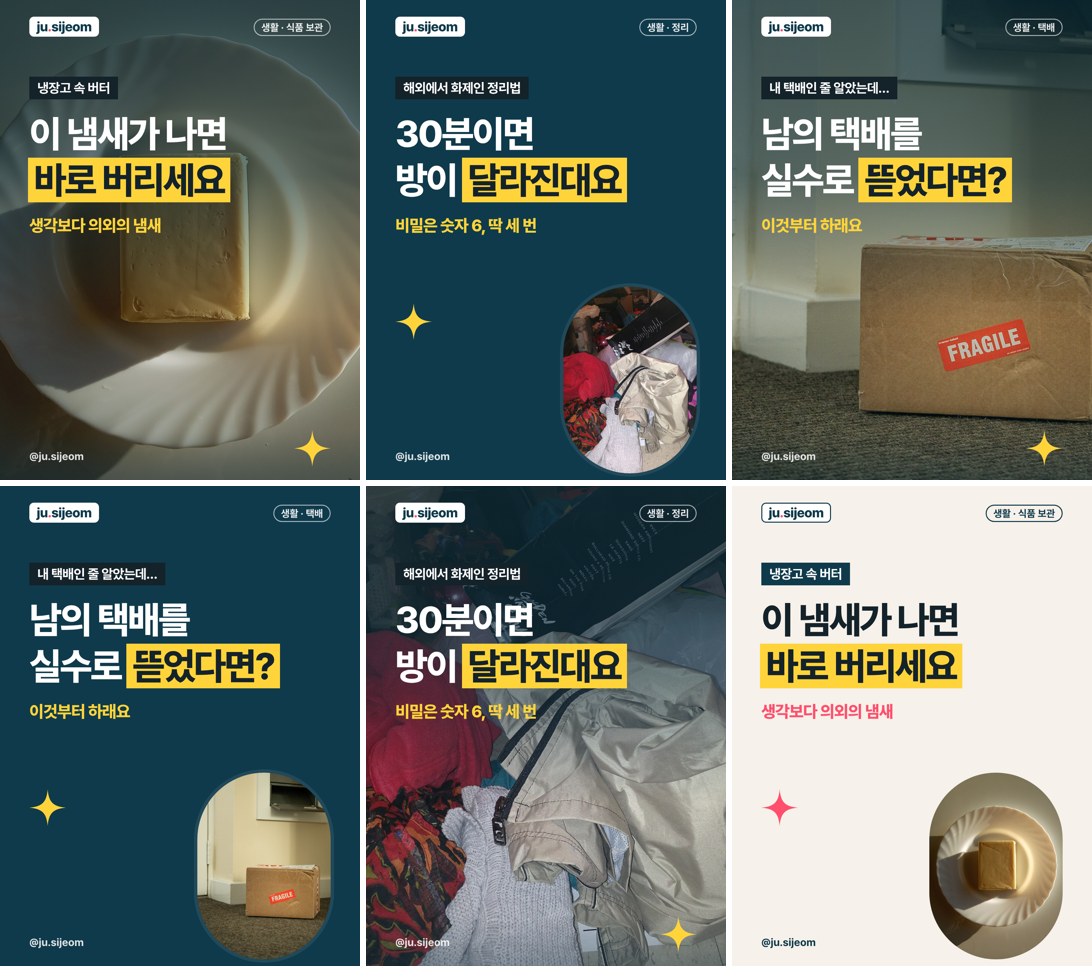 ju.sijeom
생활 · 식품 보관
냉장고 속 버터
이 냄새가 나면
바로 버리세요
생각보다 의외의 냄새
@ju.sijeom
ju.sijeom
생활 · 정리
해외에서 화제인 정리법
30분이면
방이 달라진대요
비밀은 숫자 6, 딱 세 번
@ju.sijeom
ju.sijeom
생활 · 택배
내 택배인 줄 알았는데...
남의 택배를
실수로 뜯었다면?
이것부터 하래요
FRAGILE
@ju.sijeom
ju.sijeom
생활 · 택배
내 택배인 줄 알았는데...
남의 택배를
실수로 뜯었다면?
이것부터 하래요
FRAGILE
@ju.sijeom
ju.sijeom
생활 · 정리
해외에서 화제인 정리법
30분이면
방이 달라진대요
비밀은 숫자 6, 딱 세 번
@ju.sijeom
ju.sijeom
생활 · 식품 보관
냉장고 속 버터
이 냄새가 나면
바로 버리세요
생각보다 의외의 냄새
@ju.sijeom